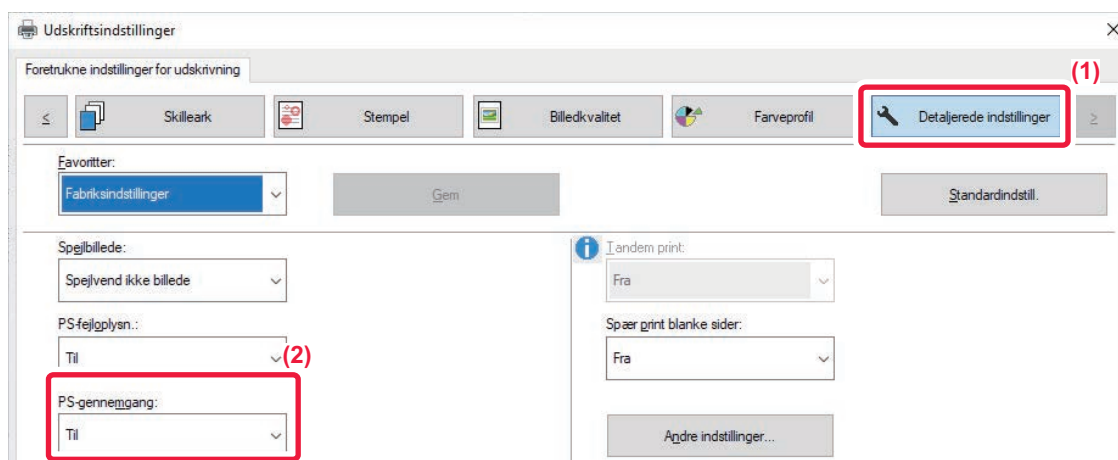 Udskriftsindstillinger
Foretrukne indstillinger for udskrivning
(1)
< Skilleark Stempel Billedkvalitet Farveprofil Detaljerede indstillinger >
Favoritter:
Fabriksindstillinger Gem Standardindstill.
Spejlbillede:
Spejlvend ikke billede
Tandem print:
Fra
PS-fejloplysn.:
Til
(2)
Spær print blanke sider:
Fra
PS-gennemgang:
Til
Andre indstillinger...